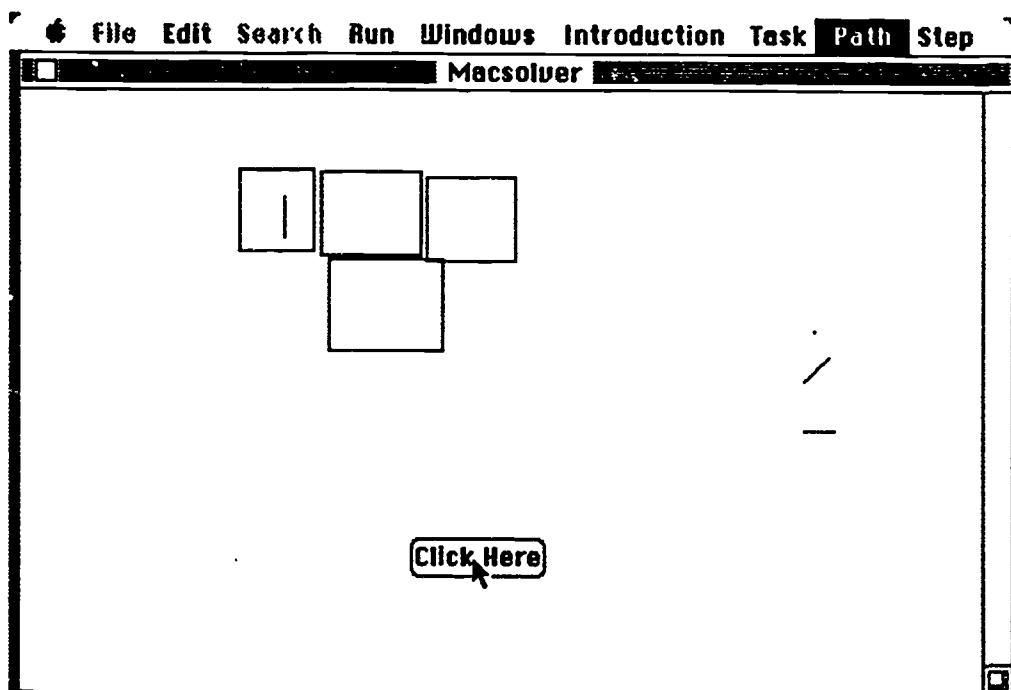 File Edit Search Run Windows Introduction Task Path Step
Macsolver
Click Here